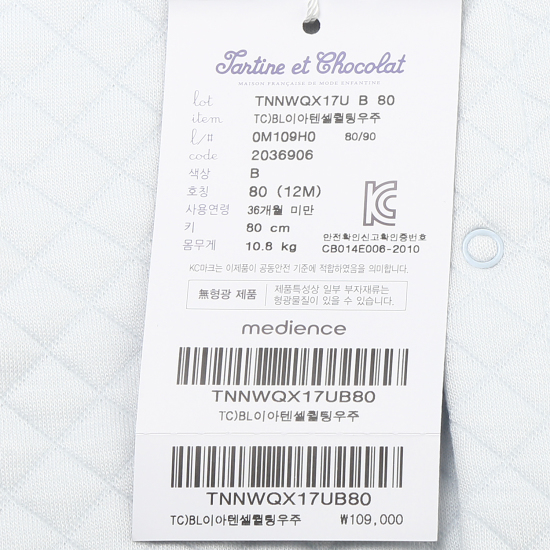 Tartine et Chocolat
MAISON FRANÇAISE DE MODE ENFANTINE
lot TNNWQX17U B 80
item TC)BL이아텐셀퀼팅우주
l/# 0M109H0 80/90
code 2036906
색상 B
호칭 80 (12M)
사용연령 36개월 미만
키 80 cm
몸무게 10.8 kg
안전확인신고확인증번호
CB014E006-2010
KC마크는 이제품이 공통안전 기준에 적합하였음을 의미합니다.
無형광 제품 제품특성상 일부 부자재류는
형광물질이 있을 수 있습니다.
medience
TNNWQX17UB80
TC)BL이아텐셀퀼팅우주
TNNWQX17UB80
TC)BL이아텐셀퀼팅우주 ₩109,000